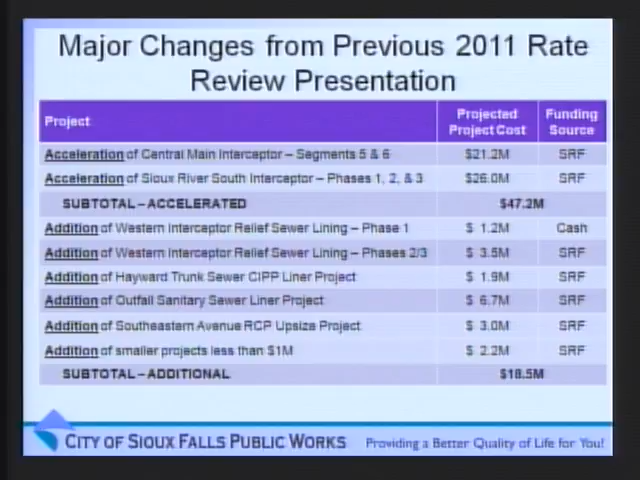 Major Changes from Previous 2011 Rate
Review Presentation
Project Projected Project Cost Funding Source
Acceleration of Central Main Interceptor – Segments 5 & 6 $21.2M SRF
Acceleration of Sioux River South Interceptor – Phases 1, 2, & 3 $26.0M SRF
SUBTOTAL – ACCELERATED $47.2M
Addition of Western Interceptor Relief Sewer Lining – Phase 1 $ 1.2M Cash
Addition of Western Interceptor Relief Sewer Lining – Phases 2/3 $ 3.5M SRF
Addition of Hayward Trunk Sewer CIPP Liner Project $ 1.9M SRF
Addition of Outfall Sanitary Sewer Liner Project $ 6.7M SRF
Addition of Southeastern Avenue RCP Upsize Project $ 3.0M SRF
Addition of smaller projects less than $1M $ 2.2M SRF
SUBTOTAL – ADDITIONAL $18.5M
CITY OF SIOUX FALLS PUBLIC WORKS Providing a Better Quality of Life for You!